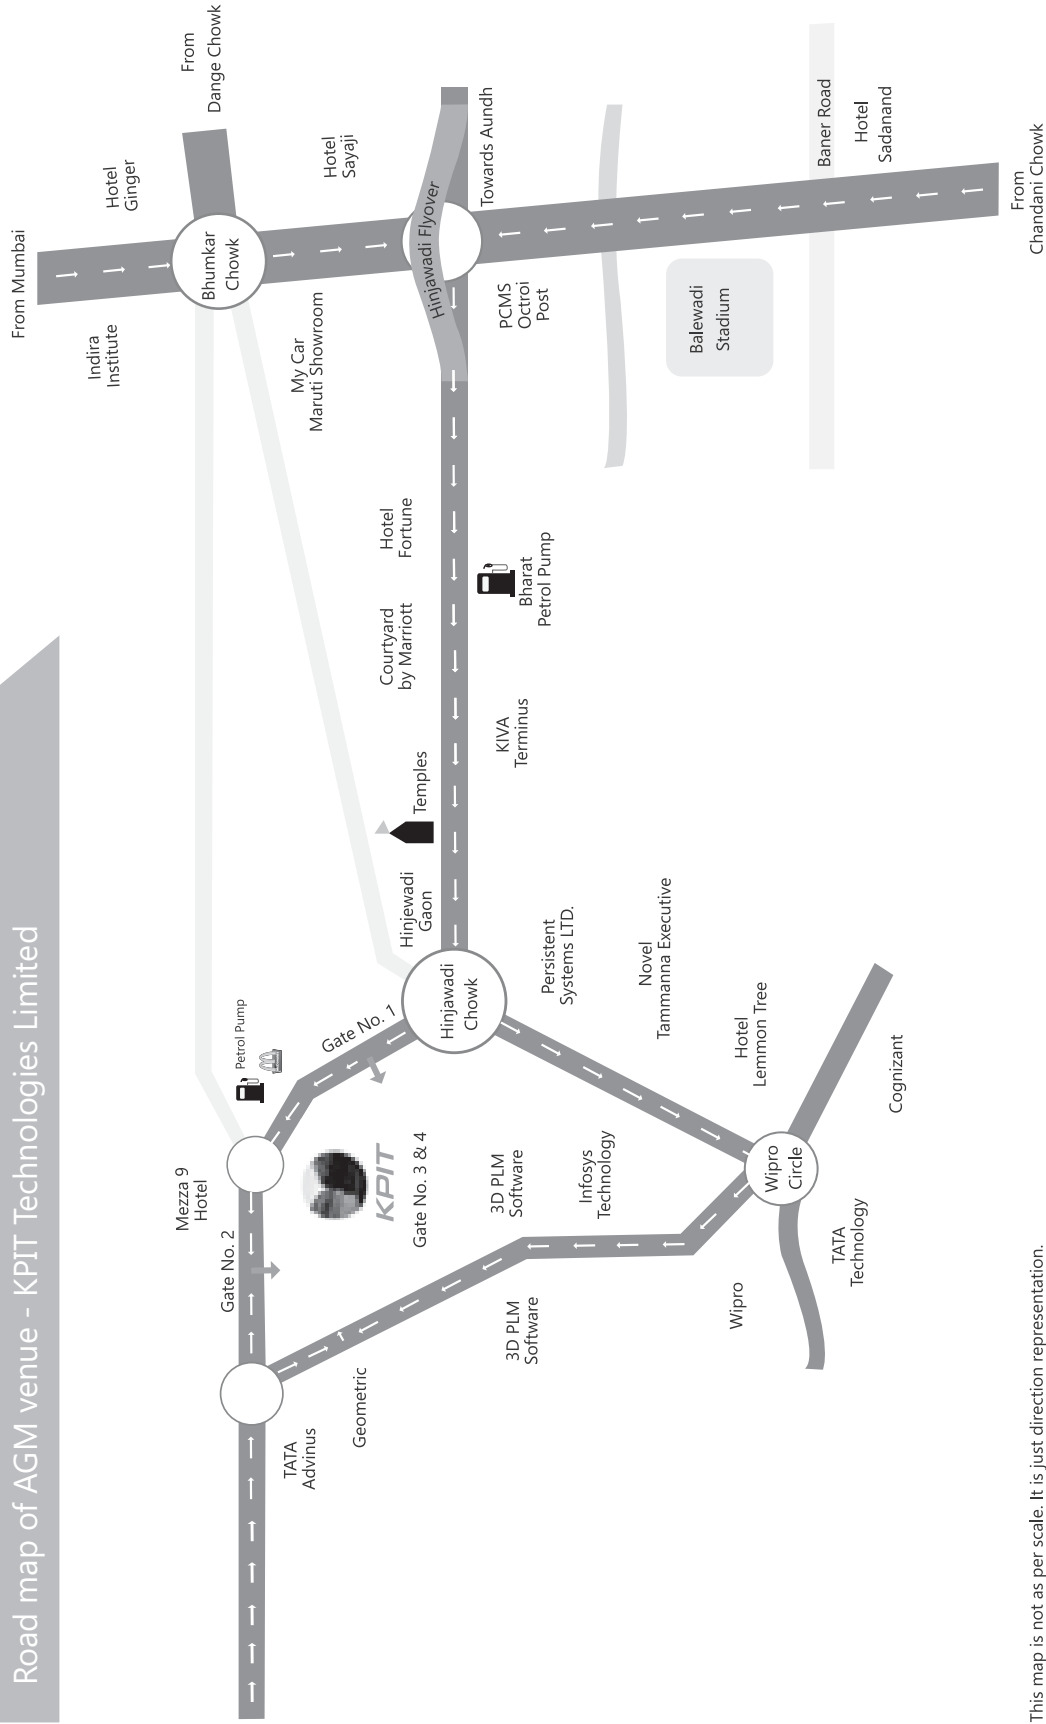 Road map of AGM venue - KPIT Technologies Limited
From Mumbai
Indira
Institute
Hotel
Ginger
From
Dange Chowk
Bhumkar
Chowk
My Car
Maruti Showroom
Hotel
Sayaji
Hinjawadi Flyover
Towards Aundh
PCMS
Octroi
Post
Balewadi
Stadium
Baner Road
Hotel
Sadanand
From
Chandani Chowk
Hotel
Fortune
Courtyard
by Marriott
Bharat
Petrol Pump
KIVA
Terminus
Temples
Hinjewadi
Gaon
Hinjawadi
Chowk
Persistent
Systems LTD.
Novel
Tammanna Executive
Hotel
Lemmon Tree
Cognizant
Wipro
Circle
TATA
Technology
Wipro
Infosys
Technology
3D PLM
Software
3D PLM
Software
Gate No. 1
Petrol Pump
Mezza 9
Hotel
Gate No. 2
KPIT
Gate No. 3 & 4
Geometric
TATA
Advinus
This map is not as per scale. It is just direction representation.